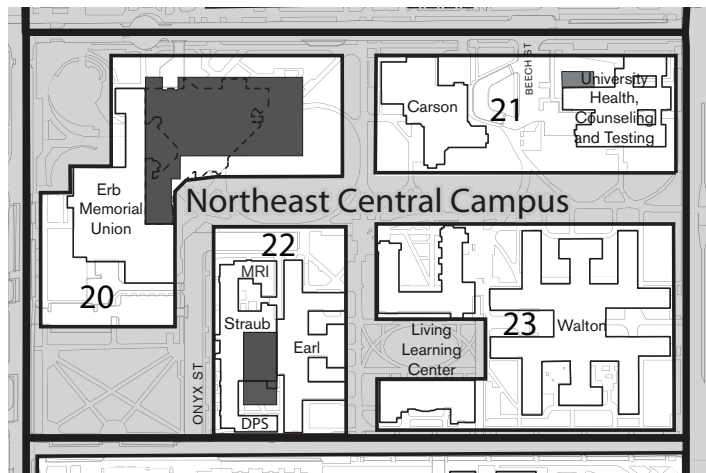 BEECH ST
University
Health,
Counseling
and Testing
Carson
21
Erb
Memorial
Union
Northeast Central Campus
22
MRI
20
Straub
Earl
23
Walton
Living
Learning
Center
ONYX ST
DPS